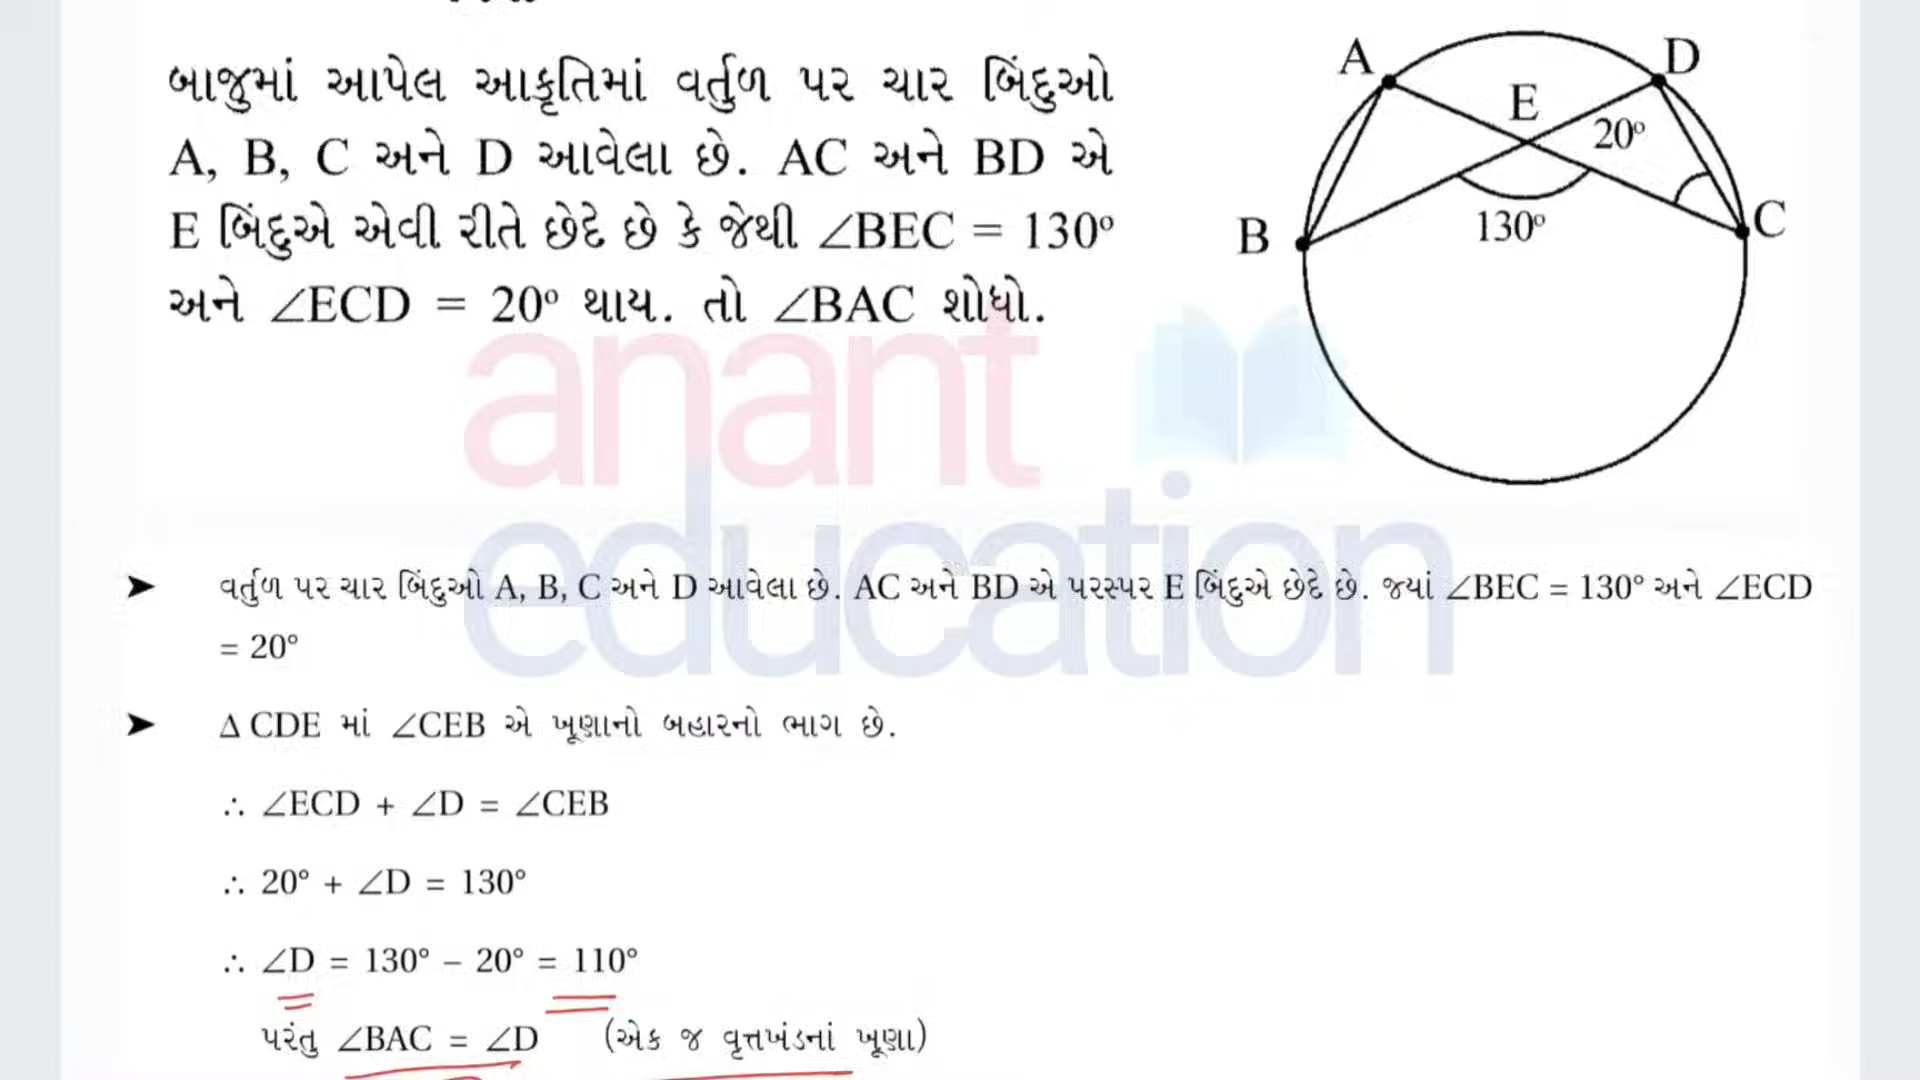 બાજુમાં આપેલ આકૃતિમાં વર્તુળ પર ચાર બિંદુઓ
A, B, C અને D આવેલા છે. AC અને BD એ
E બિંદુએ એવી રીતે છેદે છે કે જેથી ∠BEC = 130°
અને ∠ECD = 20° થાય. તો ∠BAC શોધો.
A
D
E
20°
B
130°
C
anant
education
➤ વર્તુળ પર ચાર બિંદુઓ A, B, C અને D આવેલા છે. AC અને BD એ પરસ્પર E બિંદુએ છેદે છે. જ્યાં ∠BEC = 130° અને ∠ECD
= 20°
➤ Δ CDE માં ∠CEB એ ખૂણાનો બહારનો ભાગ છે.
∴ ∠ECD + ∠D = ∠CEB
∴ 20° + ∠D = 130°
∴ ∠D = 130° – 20° = 110°
પરંતુ ∠BAC = ∠D (એક જ વૃત્તખંડનાં ખૂણા)